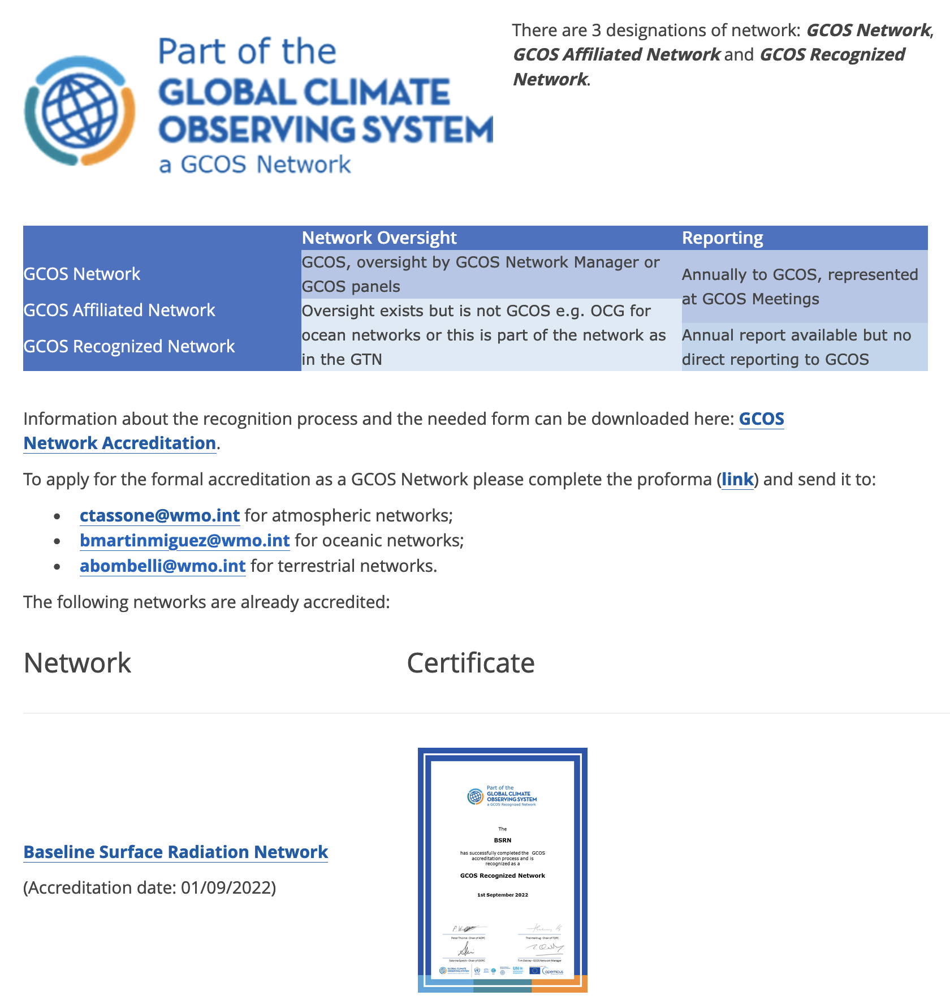 Part of the
GLOBAL CLIMATE
OBSERVING SYSTEM
a GCOS Network
There are 3 designations of network: GCOS Network,
GCOS Affiliated Network and GCOS Recognized
Network.
Network Oversight
Reporting
GCOS Network
GCOS, oversight by GCOS Network Manager or
GCOS panels
Annually to GCOS, represented
at GCOS Meetings
GCOS Affiliated Network
Oversight exists but is not GCOS e.g. OCG for
ocean networks or this is part of the network as
in the GTN
GCOS Recognized Network
Annual report available but no
direct reporting to GCOS
Information about the recognition process and the needed form can be downloaded here: GCOS
Network Accreditation.
To apply for the formal accreditation as a GCOS Network please complete the proforma (link) and send it to:
• ctassone@wmo.int for atmospheric networks;
• bmartinmiguez@wmo.int for oceanic networks;
• abombelli@wmo.int for terrestrial networks.
The following networks are already accredited:
Network
Certificate
Baseline Surface Radiation Network
(Accreditation date: 01/09/2022)
Part of the
GLOBAL CLIMATE
OBSERVING SYSTEM
a GCOS Recognized Network
The
BSRN
has successfully completed the GCOS
accreditation process and is
recognized as a
GCOS Recognized Network
1st September 2022
Peter Thorne - Chair of AOPC
Thelma Krug - Chair of TOPC
Sabrina Speich - Chair of OOPC
Tim Oakley - GCOS Network Manager
GLOBAL CLIMATE
OBSERVING SYSTEM
UN
Copernicus